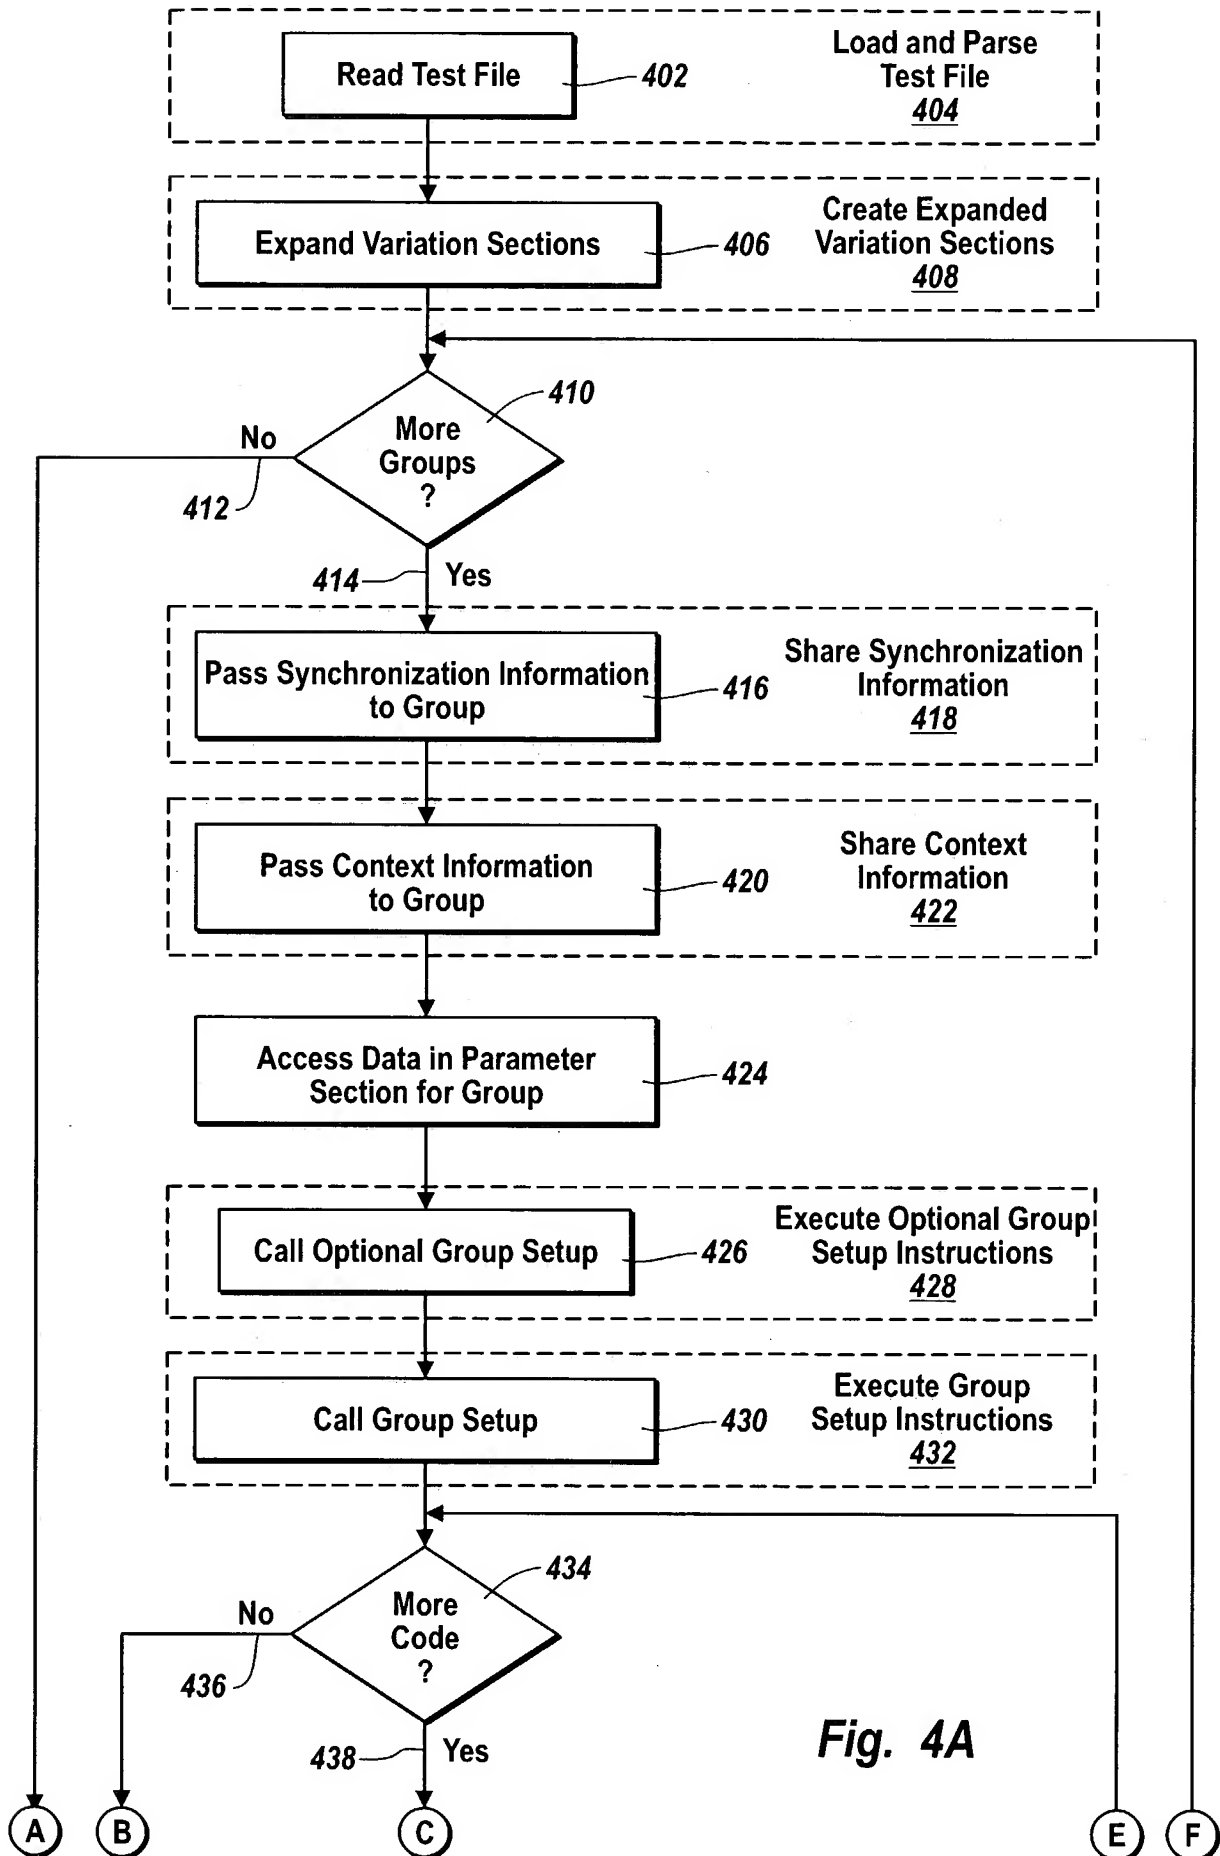 Read Test File
402
Load and Parse
Test File
404
Expand Variation Sections
406
Create Expanded
Variation Sections
408
410
More
Groups
?
No
412
414
Yes
Pass Synchronization Information
to Group
416
Share Synchronization
Information
418
Pass Context Information
to Group
420
Share Context
Information
422
Access Data in Parameter
Section for Group
424
Call Optional Group Setup
426
Execute Optional Group
Setup Instructions
428
Call Group Setup
430
Execute Group
Setup Instructions
432
434
More
Code
?
No
436
438
Yes
Fig. 4A
A
B
C
E
F